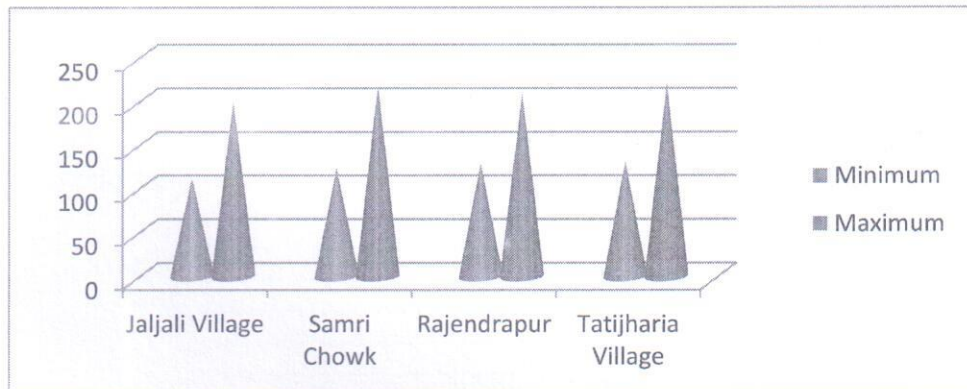 250
200
150
100
50
0
Jaljali Village
Samri
Chowk
Rajendrapur
Tatijharia
Village
Minimum
Maximum